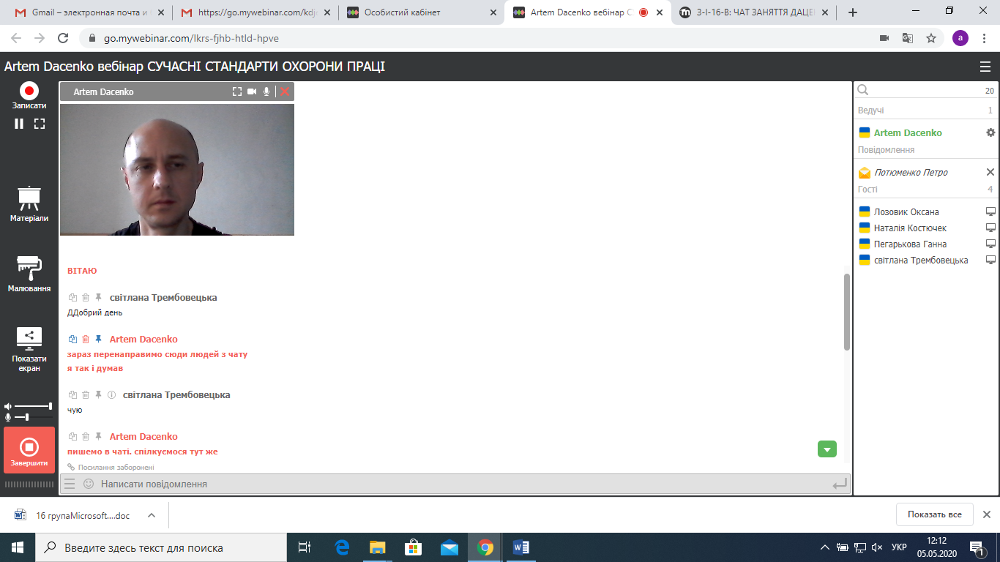 Gmail – электронная почта и
https://go.mywebinar.com/kdj
Особистий кабінет
Artem Dacenko вебінар С
3-І-16-В: ЧАТ ЗАНЯТТЯ ДАЦЕ
go.mywebinar.com/lkrs-fjhb-htld-hpve
a
Artem Dacenko вебінар СУЧАСНІ СТАНДАРТИ ОХОРОНИ ПРАЦІ
Записати
Матеріали
Малювання
Показати
екран
Завершити
Artem Dacenko
ВІТАЮ
світлана Трембовецька
ДДобрий день
Artem Dacenko
зараз перенаправимо сюди людей з чату
я так і думав
світлана Трембовецька
чую
Artem Dacenko
пишемо в чаті. спілкуємося тут же
Посилання заборонені
Написати повідомлення
20
Ведучі 1
Artem Dacenko
Повідомлення
Потюменко Петро
Гості 4
Лозовик Оксана
Наталія Костючек
Пегарькова Ганна
світлана Трембовецька
16 групаMicrosoft....doc
Показать все
Введите здесь текст для поиска
УКР
12:12
05.05.2020
1